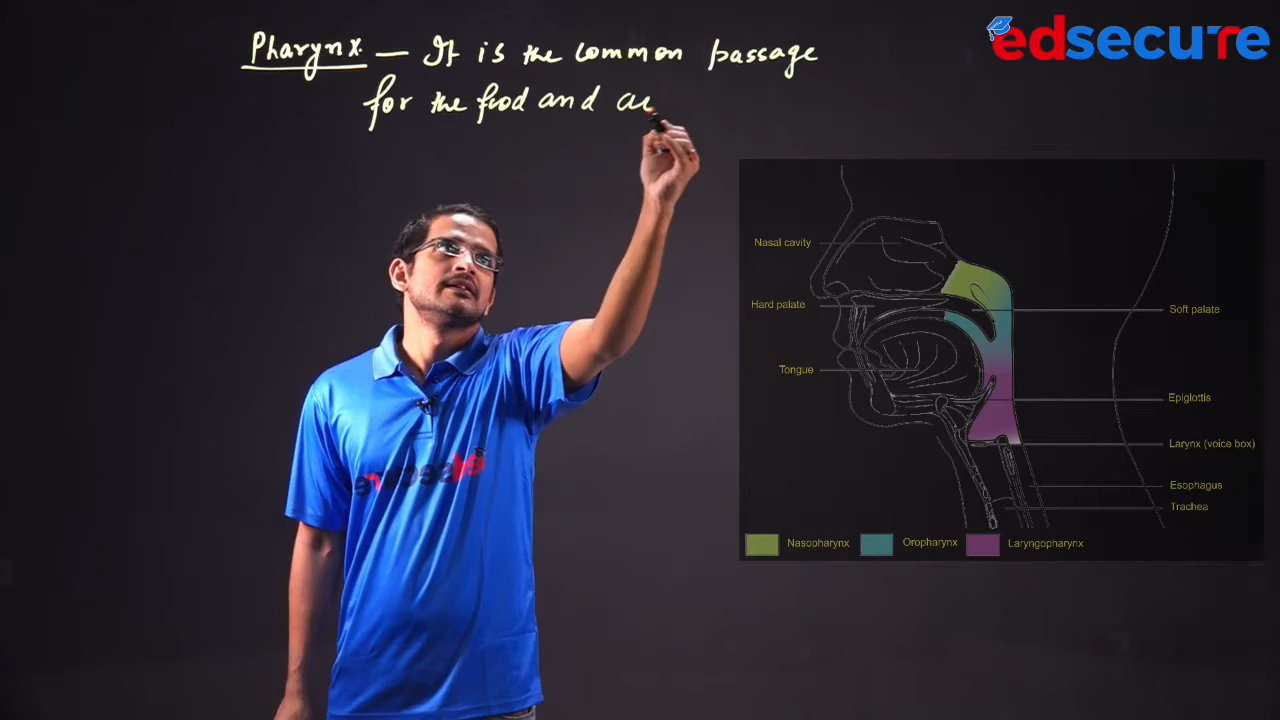 Pharynx. — It is the common passage
for the food and
edsecure
Nasal cavity
Hard palate
Soft palate
Tongue
Epiglottis
Larynx (voice box)
Esophagus
Trachea
Nasopharynx
Oropharynx
Laryngopharynx